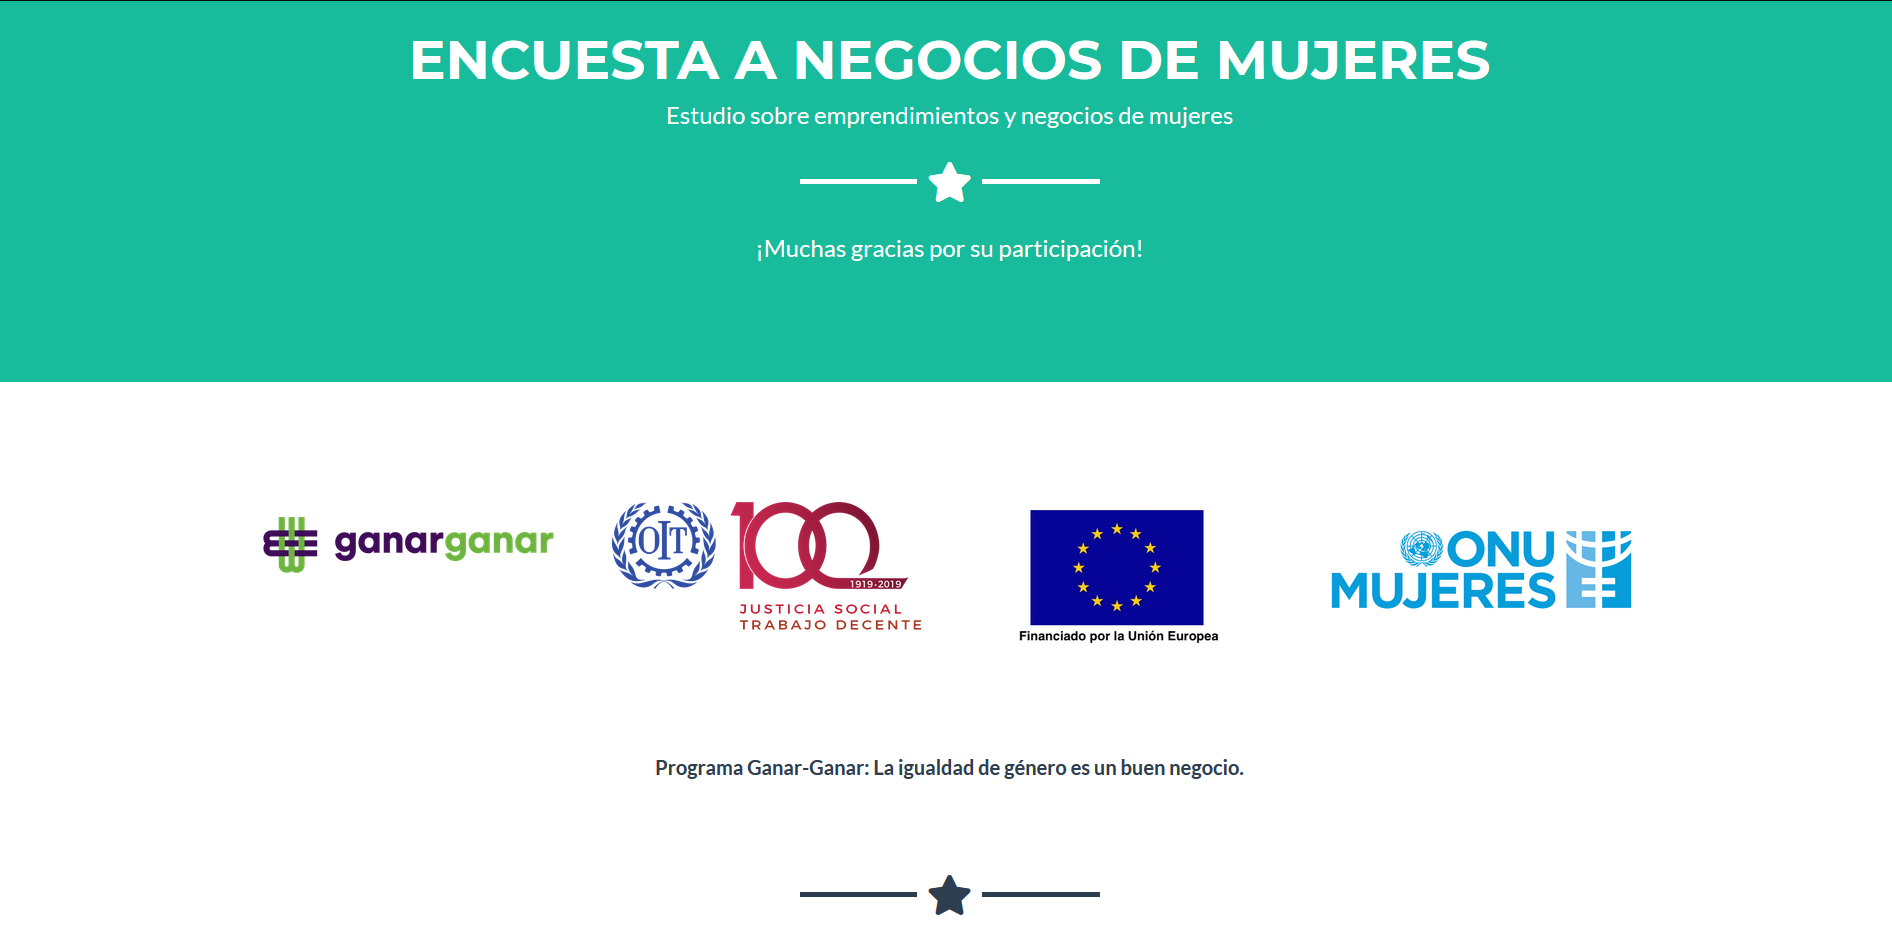 ENCUESTA A NEGOCIOS DE MUJERES
Estudio sobre emprendimientos y negocios de mujeres
¡Muchas gracias por su participación!
ganarganar
OIT
100
1919·2019
JUSTICIA SOCIAL
TRABAJO DECENTE
Financiado por la Unión Europea
ONU
MUJERES
Programa Ganar-Ganar: La igualdad de género es un buen negocio.